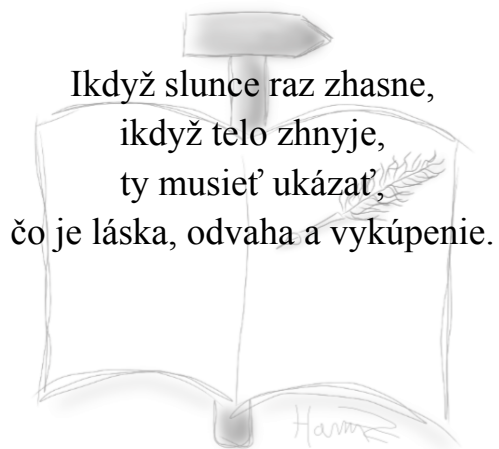 Ikdyž slunce raz zhasne,
ikdyž telo zhnyje,
ty musieť ukázať,
čo je láska, odvaha a vykúpenie.